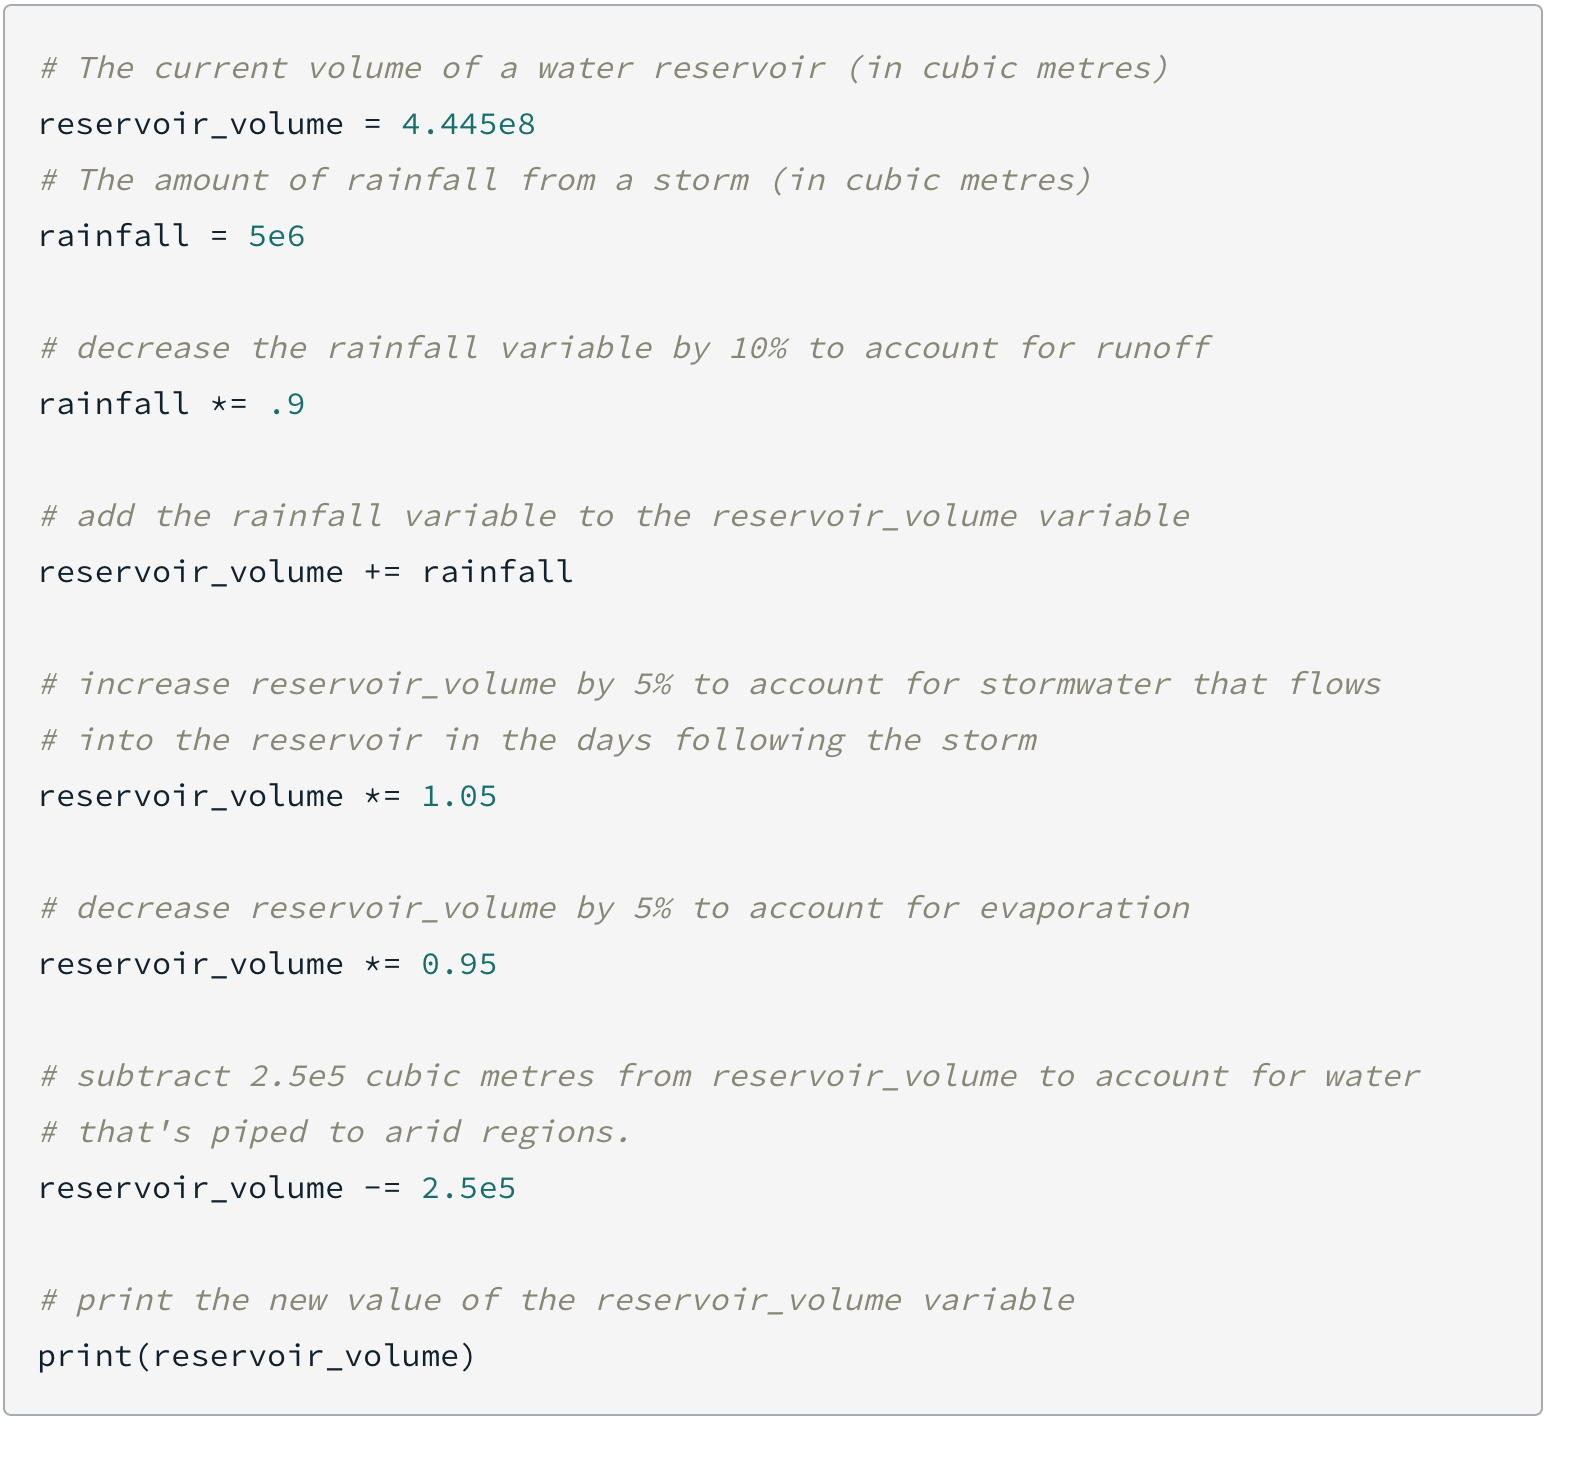 # The current volume of a water reservoir (in cubic metres)
reservoir_volume = 4.445e8
# The amount of rainfall from a storm (in cubic metres)
rainfall = 5e6
# decrease the rainfall variable by 10% to account for runoff
rainfall *= .9
# add the rainfall variable to the reservoir_volume variable
reservoir_volume += rainfall
# increase reservoir_volume by 5% to account for stormwater that flows
# into the reservoir in the days following the storm
reservoir_volume *= 1.05
# decrease reservoir_volume by 5% to account for evaporation
reservoir_volume *= 0.95
# subtract 2.5e5 cubic metres from reservoir_volume to account for water
# that's piped to arid regions.
reservoir_volume -= 2.5e5
# print the new value of the reservoir_volume variable
print(reservoir_volume)